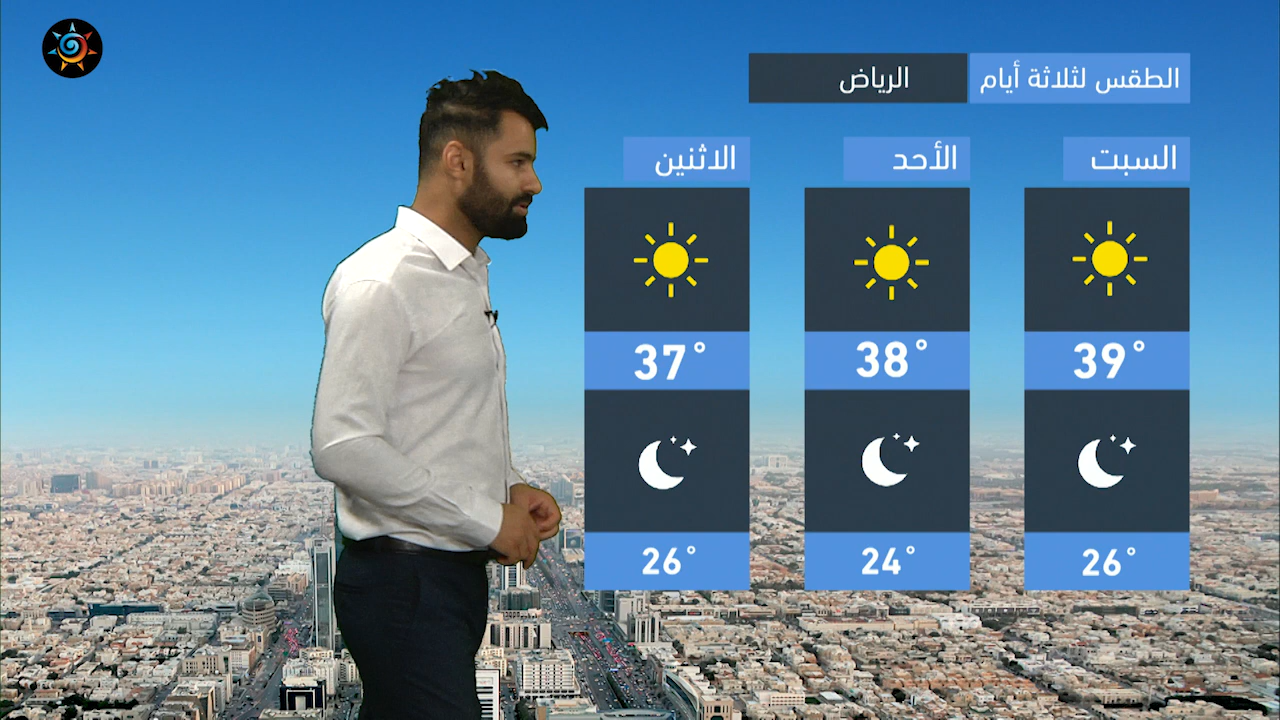 الطقس لثلاثة أيام
الرياض
السبت
الأحد
الاثنين
39°
38°
37°
26°
24°
26°